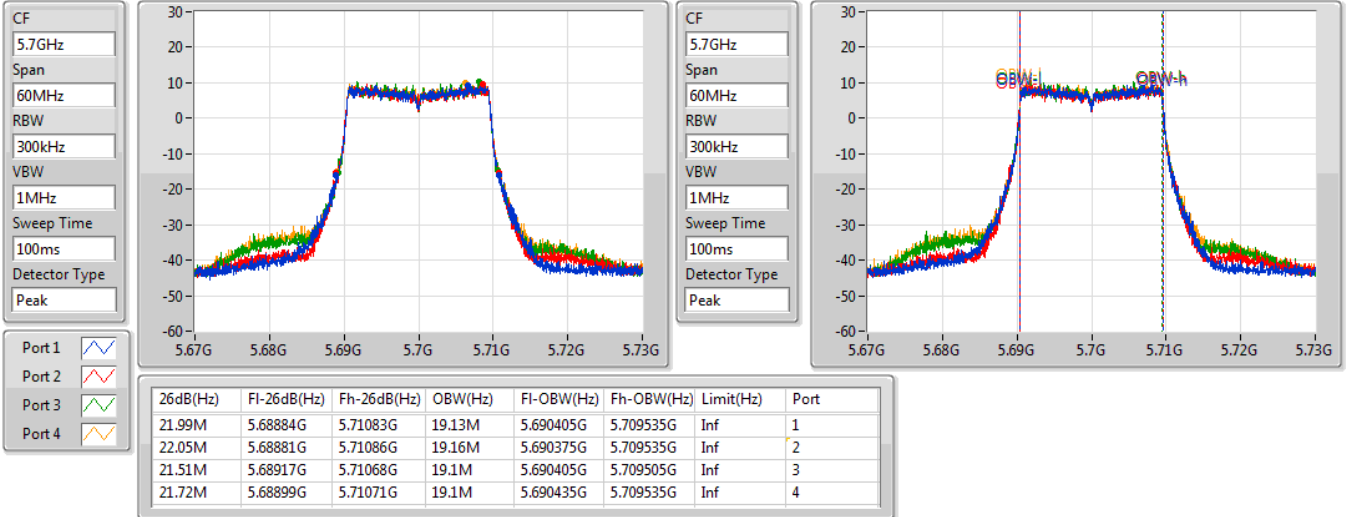 CF
5.7GHz
Span
60MHz
RBW
300kHz
VBW
1MHz
Sweep Time
100ms
Detector Type
Peak
30
20
10
0
-10
-20
-30
-40
-50
-60
5.67G 5.68G 5.69G 5.7G 5.71G 5.72G 5.73G
CF
5.7GHz
Span
60MHz
RBW
300kHz
VBW
1MHz
Sweep Time
100ms
Detector Type
Peak
30
20
10
0
-10
-20
-30
-40
-50
-60
OBW-l OBW-h
5.67G 5.68G 5.69G 5.7G 5.71G 5.72G 5.73G
Port 1
Port 2
Port 3
Port 4
26dB(Hz) Fl-26dB(Hz) Fh-26dB(Hz) OBW(Hz) Fl-OBW(Hz) Fh-OBW(Hz) Limit(Hz) Port
21.99M 5.68884G 5.71083G 19.13M 5.690405G 5.709535G Inf 1
22.05M 5.68881G 5.71086G 19.16M 5.690375G 5.709535G Inf 2
21.51M 5.68917G 5.71068G 19.1M 5.690405G 5.709505G Inf 3
21.72M 5.68899G 5.71071G 19.1M 5.690435G 5.709535G Inf 4